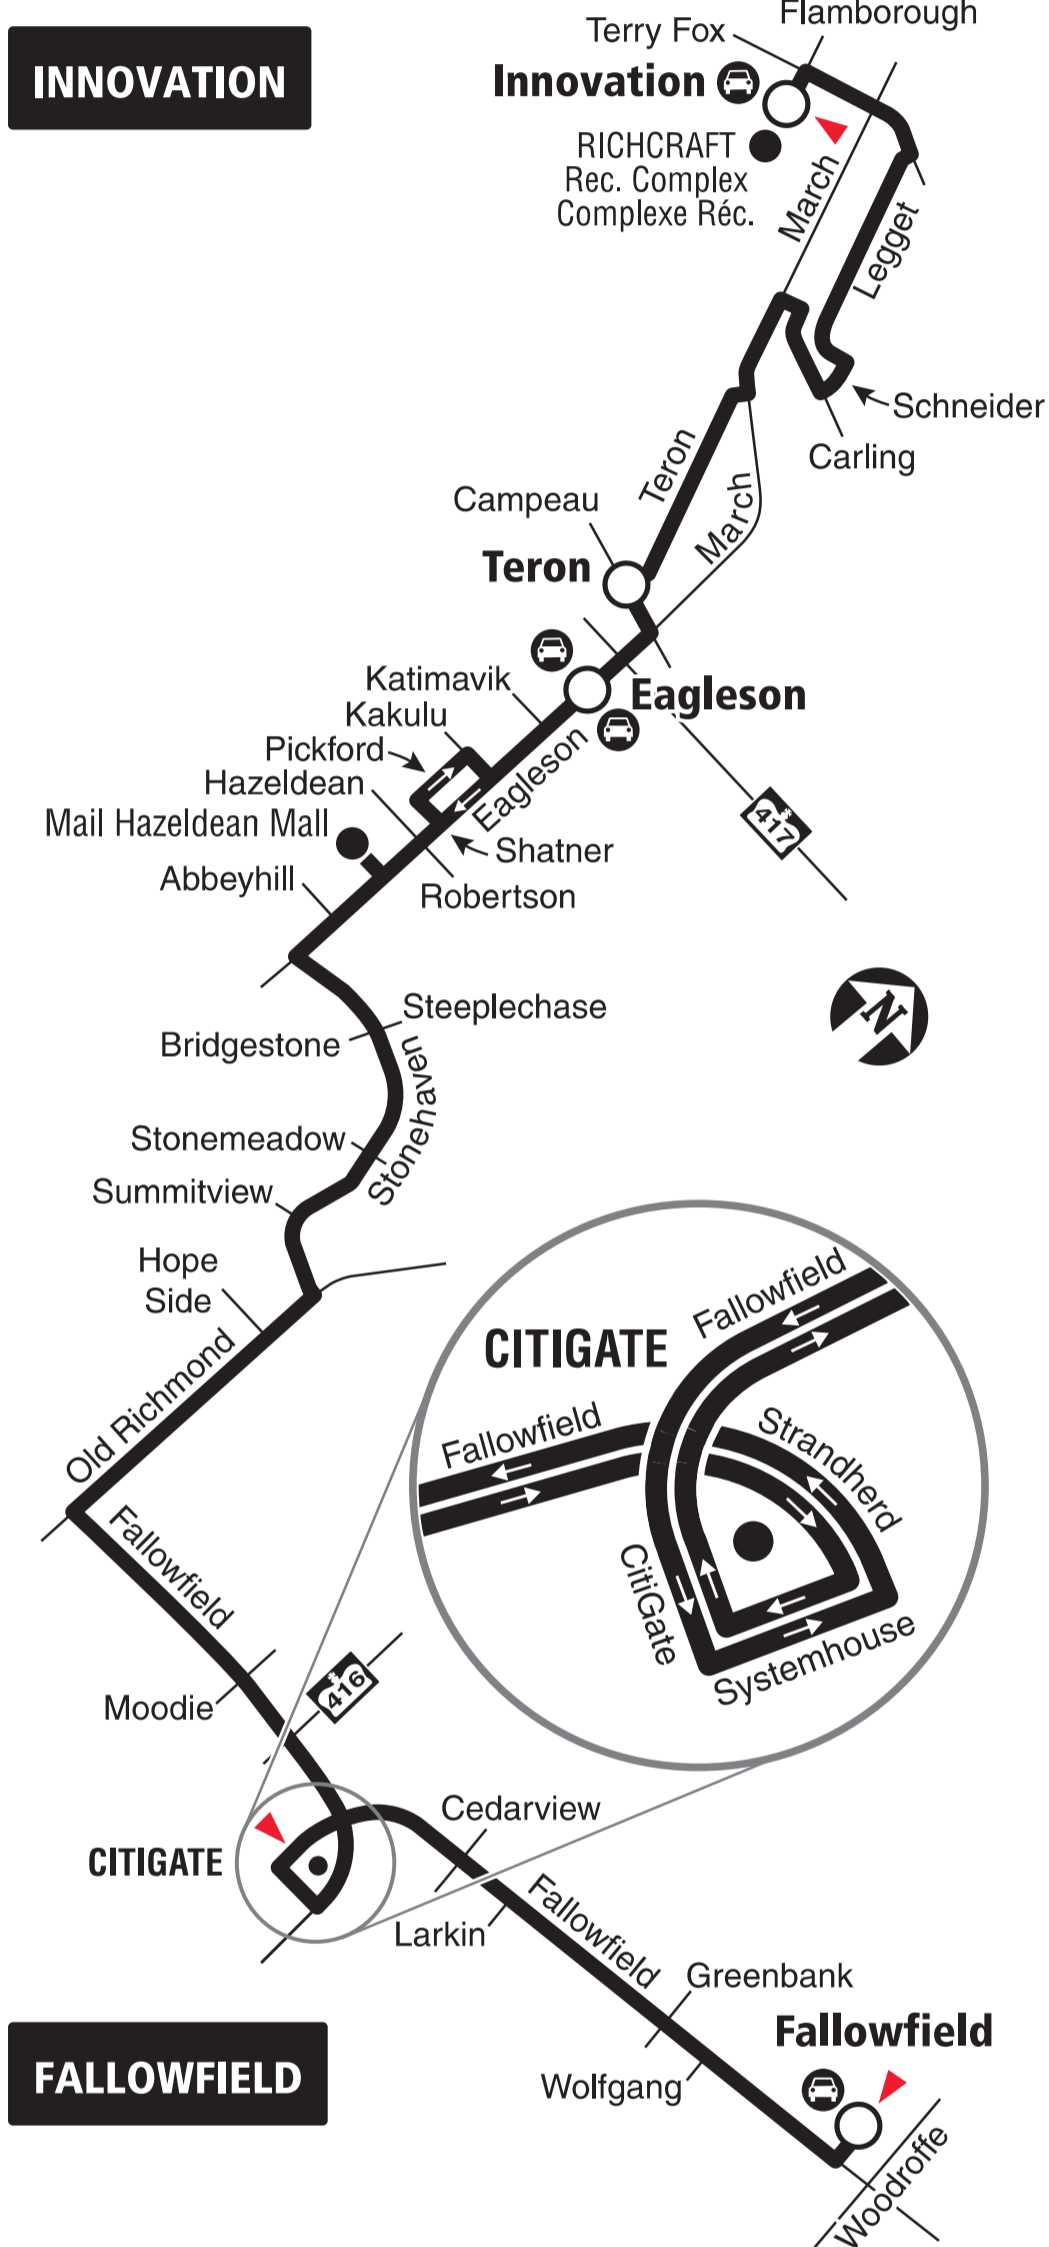 INNOVATION
Flamborough
Terry Fox
Innovation
RICHCRAFT
Rec. Complex
Complexe Réc.
March
Legget
Schneider
Carling
Teron
March
Campeau
Teron
Katimavik
Eagleson
Kakulu
Pickford
Hazeldean
Eagleson
Mail Hazeldean Mall
417
Shatner
Abbeyhill
Robertson
N
Steeplechase
Bridgestone
Stonehaven
Stonemeadow
Summitview
Hope
Side
Old Richmond
CITIGATE
Fallowfield
Fallowfield
Strandherd
CitiGate
Systemhouse
Fallowfield
416
Moodie
Cedarview
CITIGATE
Larkin
Fallowfield
Greenbank
Fallowfield
FALLOWFIELD
Wolfgang
Woodroffe